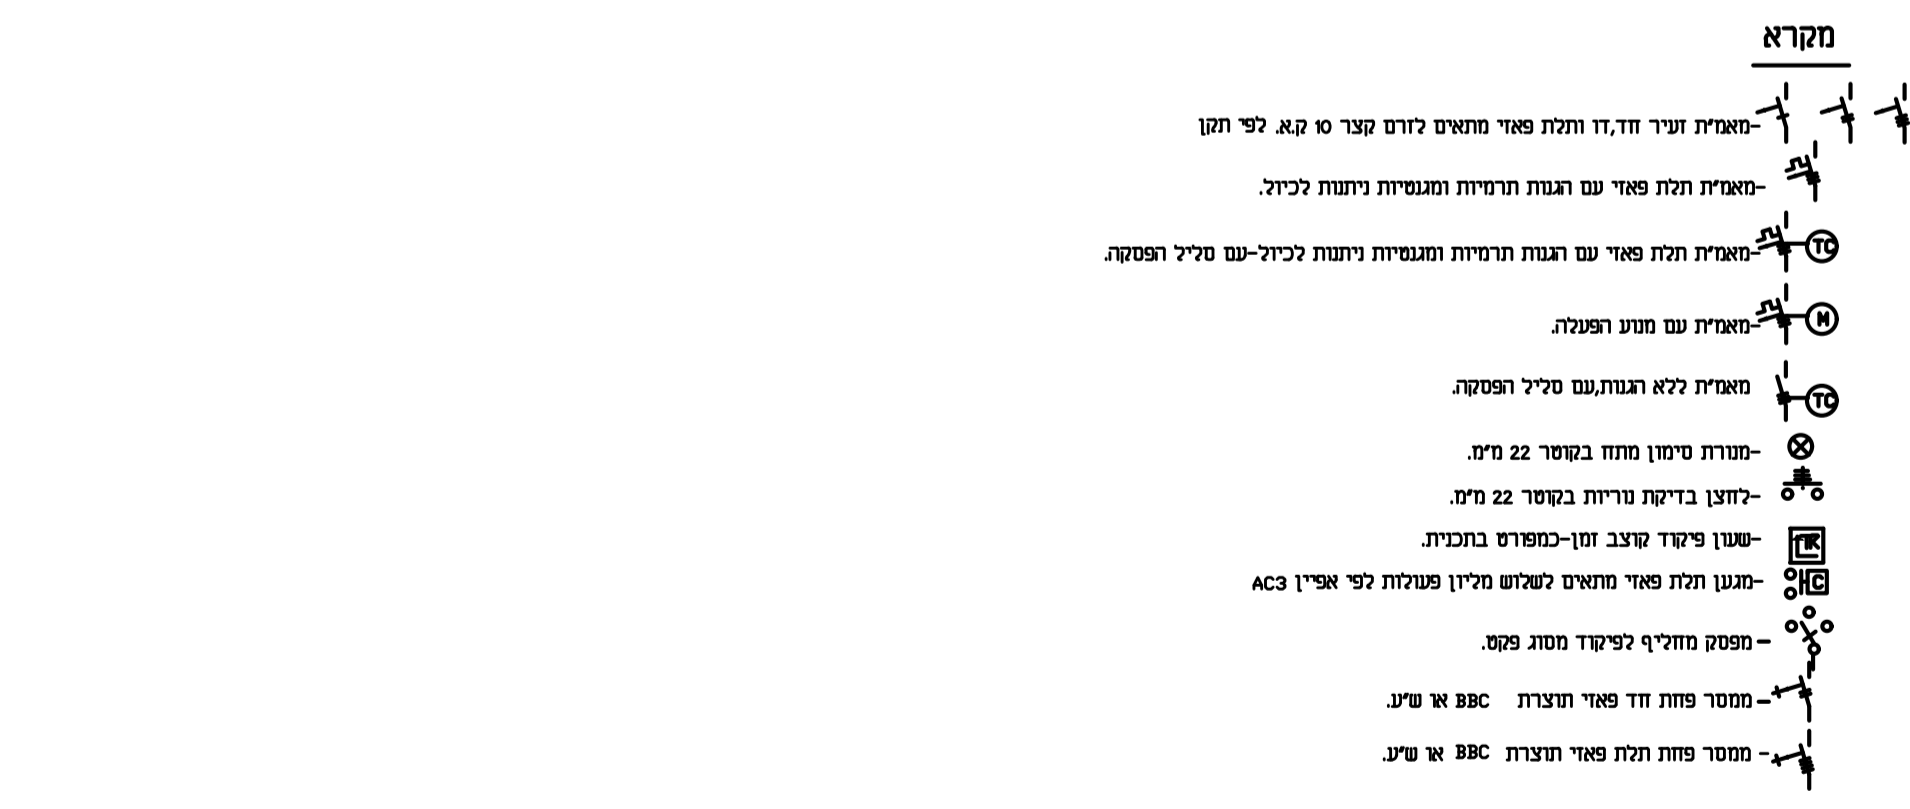 מקרא
-מאמ"ת זעיר חד,דו ותלת פאזי מתאים לזרם קצר 10 ק.א. לפי תקן
-מאמ"ת תלת פאזי עם הגנות תרמיות ומגנטיות ניתנות לכיול.
-מאמ"ת תלת פאזי עם הגנות תרמיות ומגנטיות ניתנות לכיול-עם סליל הפסקה.
TC
-מאמ"ת עם מנוע הפעלה.
M
מאמ"ת ללא הגנות,עם סליל הפסקה.
TC
-מנורת סימון מתח בקוטר 22 מ"מ.
-לחצן בדיקת נוריות בקוטר 22 מ"מ.
-שעון פיקוד קוצב זמן-כמפורט בתכנית.
-מגען תלת פאזי מתאים לשלוש מליון פעולות לפי אפיין AC3
C
- מפסק מחליף לפיקוד מסוג פקט.
- ממסר פחת חד פאזי תוצרת BBC או ש"ע.
- ממסר פחת תלת פאזי תוצרת BBC או ש"ע.